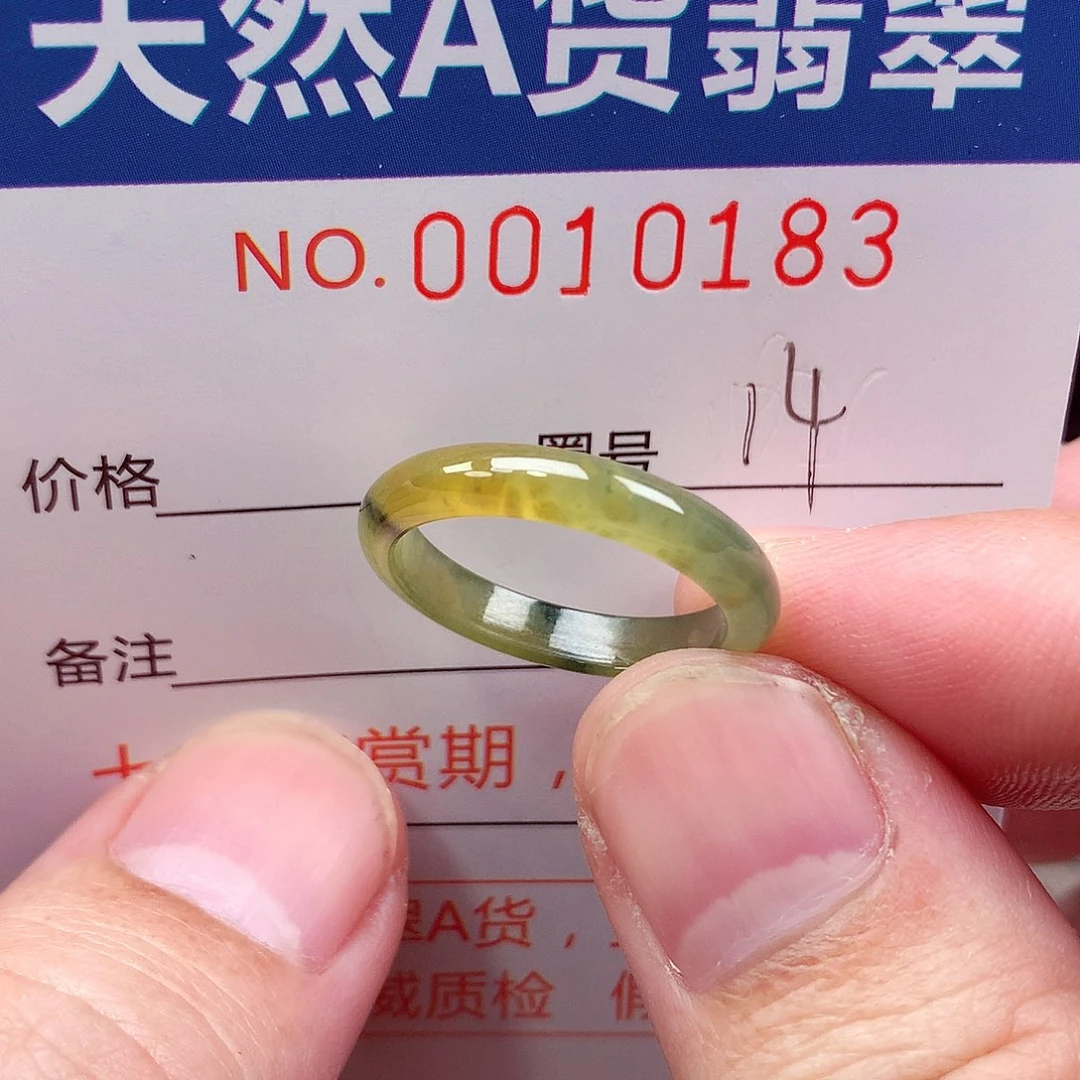 天然A货翡翠
NO.0010183
价格 圈号 14
备注
赏期，
A货，
威质检